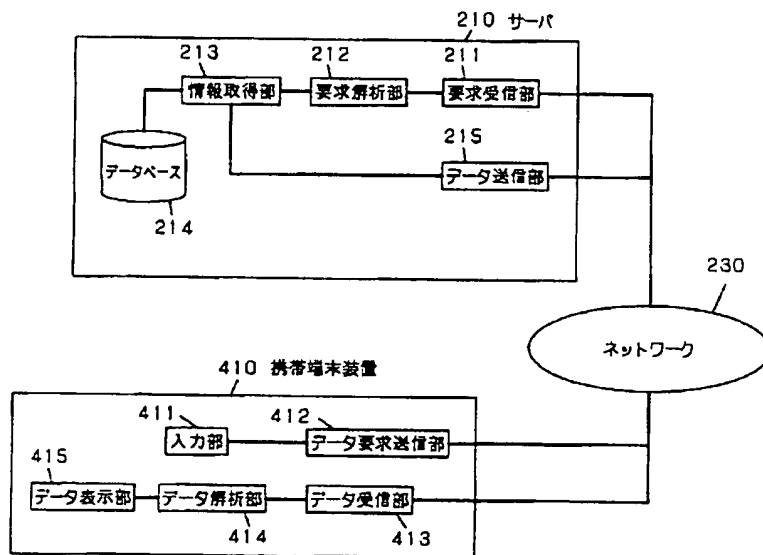 210 サーバ
213
212
211
情報取得部
要求解析部
要求受信部
215
データベース
データ送信部
214
230
ネットワーク
410 携帯端末装置
411
412
入力部
データ要求送信部
415
データ表示部
データ解析部
データ受信部
414
413